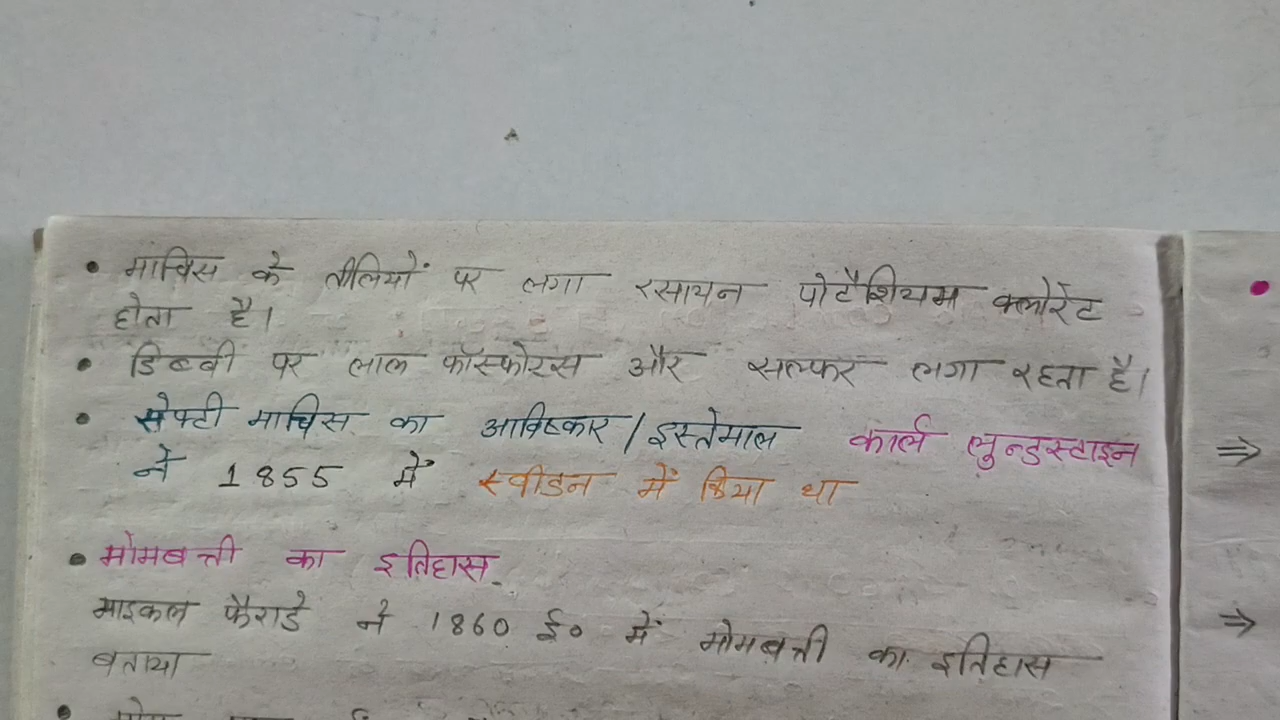 • माचिस के तीलियों पर लगा रसायन पोटैशियम क्लोरेट
होता है।
• डिब्बी पर लाल फॉस्फोरस और सल्फर लगा रहता है।
• सेफ्टी माचिस का आविष्कार / इस्तेमाल कार्ल लुन्डस्टाइन
ने 1855 में स्वीडन में किया था
• मोमबत्ती का इतिहास
माइकल फैराडे ने 1860 ई० में मोमबत्ती का इतिहास
बताया
•
⇒
⇒